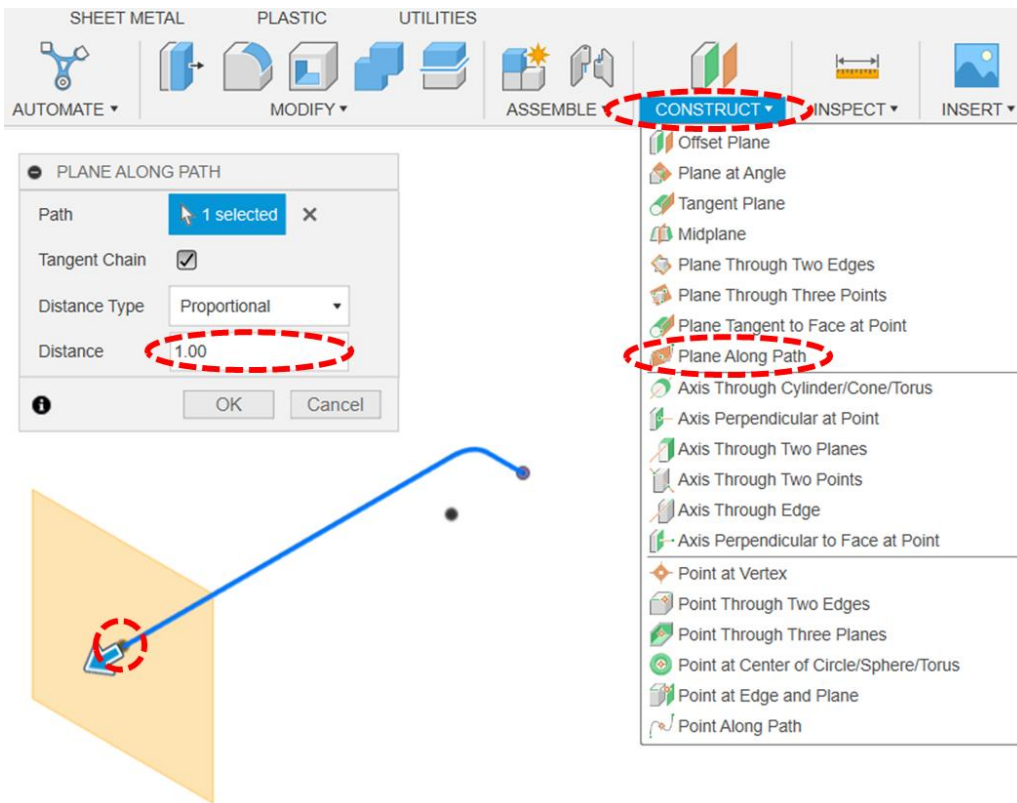 SHEET METAL PLASTIC UTILITIES
AUTOMATE ▾ MODIFY ▾ ASSEMBLE ▾ CONSTRUCT ▾ INSPECT ▾ INSERT ▾
PLANE ALONG PATH
Path 1 selected
Tangent Chain
Distance Type Proportional
Distance 1.00
OK Cancel
Offset Plane
Plane at Angle
Tangent Plane
Midplane
Plane Through Two Edges
Plane Through Three Points
Plane Tangent to Face at Point
Plane Along Path
Axis Through Cylinder/Cone/Torus
Axis Perpendicular at Point
Axis Through Two Planes
Axis Through Two Points
Axis Through Edge
Axis Perpendicular to Face at Point
Point at Vertex
Point Through Two Edges
Point Through Three Planes
Point at Center of Circle/Sphere/Torus
Point at Edge and Plane
Point Along Path